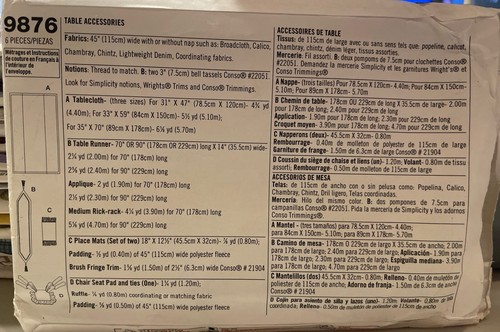 9876
6 PIECES/PIEZAS
Métrages et Instructions
de couture en Français à
l'intérieur de
l'enveloppe.
A
B
C
D
TABLE ACCESSORIES
Fabrics: 45" (115cm) wide with or without nap such as: Broadcloth, Calico,
Chambray, Chintz, Lightweight Denim, Coordinating fabrics.
Notions: Thread to match. B: two 3" (7.5cm) bell tassels Conso® #22051.
Look for Simplicity notions, Wrights® Trims and Conso® Trimmings.
A Tablecloth- (three sizes) For 31" X 47" (78.5cm X 120cm)- 4⅞ yd
(4.40m); For 33" X 59" (84cm X 150cm)- 5⅝ yd (5.10m);
For 35" X 70" (89cm X 178cm)- 6¼ yd (5.70m)
B Table Runner- 70" OR 90" (178cm OR 229cm) long X 14" (35.5cm) wide-
2¼ yd (2.00m) for 70" (178cm) long
2⅝ yd (2.40m) for 90" (229cm) long
Applique- 2 yd (1.90m) for 70" (178cm) long
2½ yd (2.30m) for 90" (229cm) long
Medium Rick-rack- 4¼ yd (3.90m) for 70" (178cm) long
5⅛ yd (4.70m) for 90" (229cm) long
C Place Mats (Set of two) 18" X 12½" (45.5cm X 32cm)- ⅞ yd (0.80m);
Padding- ½ yd (0.40m) of 45" (115cm) wide polyester fleece
Brush Fringe Trim- 1⅝ yd (1.50m) of 2½" (6.3cm) wide Conso® # 21904
D Chair Seat Pad and ties (One)- 1¼ yd (1.20m);
Ruffle- ⅞ yd (0.80m) coordinating or matching fabric
Padding- ½ yd (0.50m) of 45" (115cm) wide polyester fleece
ACCESSOIRES DE TABLE
Tissus: de 115cm de large avec ou sans sens tels que: popeline, calicot,
chambray, chintz, denim léger, tissus assortis.
Mercerie: Fil assorti. B: deux pompons de 7.5cm pour clochettes Conso®
#22051. Demandez la mercerie Simplicity et les garnitures Wright's® et
Conso Trimmings®
A Nappe- (trois tailles) Pour 78.5cm X 120cm- 4.40m; Pour 84cm X 150cm-
5.10m; Pour 89cm X 178cm- 5.70m
B Chemin de table- 178cm OU 229cm de long X 35.5cm de large- 2.00m
pour 178cm de long; 2.40m pour 229cm de long
Application- 1.90m pour 178cm de long; 2.30m pour 229cm de long
Croquet moyen- 3.90m pour 178cm de long; 4.70m pour 229cm de long
C Napperons (deux)- 45.5cm X 32cm- 0.80m
Rembourrage- 0.40m de molleton de polyester de 115cm de large
Garniture de frange- 1.50m de 6.3cm de large Conso® # 21904
D Coussin du siège de chaise et liens (un)- 1.20m; Volant- 0.80m de tissu
assorti; Rembourrage- 0.50m de molleton de 115cm de large
ACCESORIOS DE MESA
Telas: de 115cm de ancho con o sin pelusa como: Popelina, Calico,
Chambray, Chintz, Dril ligero, Telas coordinadas.
Mercería: Hilo del mismo color. B: dos pompones de 7.5cm para
campanillas Conso® #22051. Pida la mercería de Simplicity y los adornos
Conso Trimmings®.
A Mantel - (tres tamaños) para 78.5cm X 120cm- 4.40m;
para 84cm X 150cm- 5.10m; para 89cm X 178cm- 5.70m
B Camino de mesa- 178cm O 229cm de largo X 35.5cm de ancho; 2.00m
para 178cm de largo; 2.40m para 229cm de largo; Aplicación- 1.90m para
178cm de largo; 2.30m para 229cm de largo; Espiguilla mediana- 3.90m
para 178cm de largo; 4.70m para 229cm de largo
C Mantelillos (dos) 45.5cm X 32cm- 0.80m; Relleno- 0.40m de muletón de
poliester de 115cm de ancho; Adorno de franja- 1.50m de 6.3cm de ancho
Conso® # 21904
D Cojín para asiento de silla y lazos (uno)- 1.20m; Volante- 0.80m de tela
coordinada; Relleno- 0.50m de muletón de poliester de 115cm de ancho